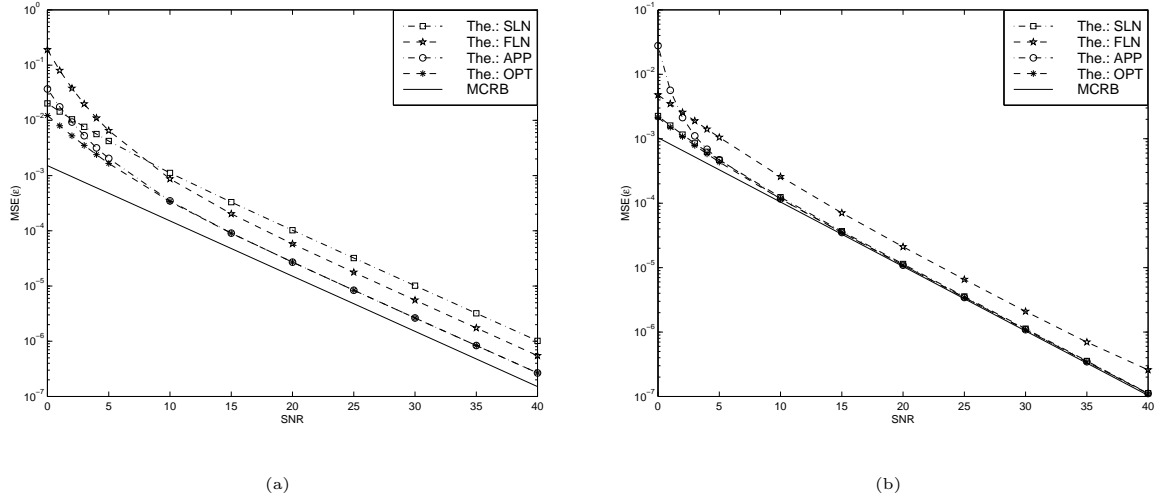 10⁰
10⁻¹
10⁻²
10⁻³
10⁻⁴
10⁻⁵
10⁻⁶
10⁻⁷
MSE(ε)
0 5 10 15 20 25 30 35 40
SNR
The.: SLN
The.: FLN
The.: APP
The.: OPT
MCRB
(a)
10⁻¹
10⁻²
10⁻³
10⁻⁴
10⁻⁵
10⁻⁶
10⁻⁷
MSE(ε)
0 5 10 15 20 25 30 35 40
SNR
The.: SLN
The.: FLN
The.: APP
The.: OPT
MCRB
(b)